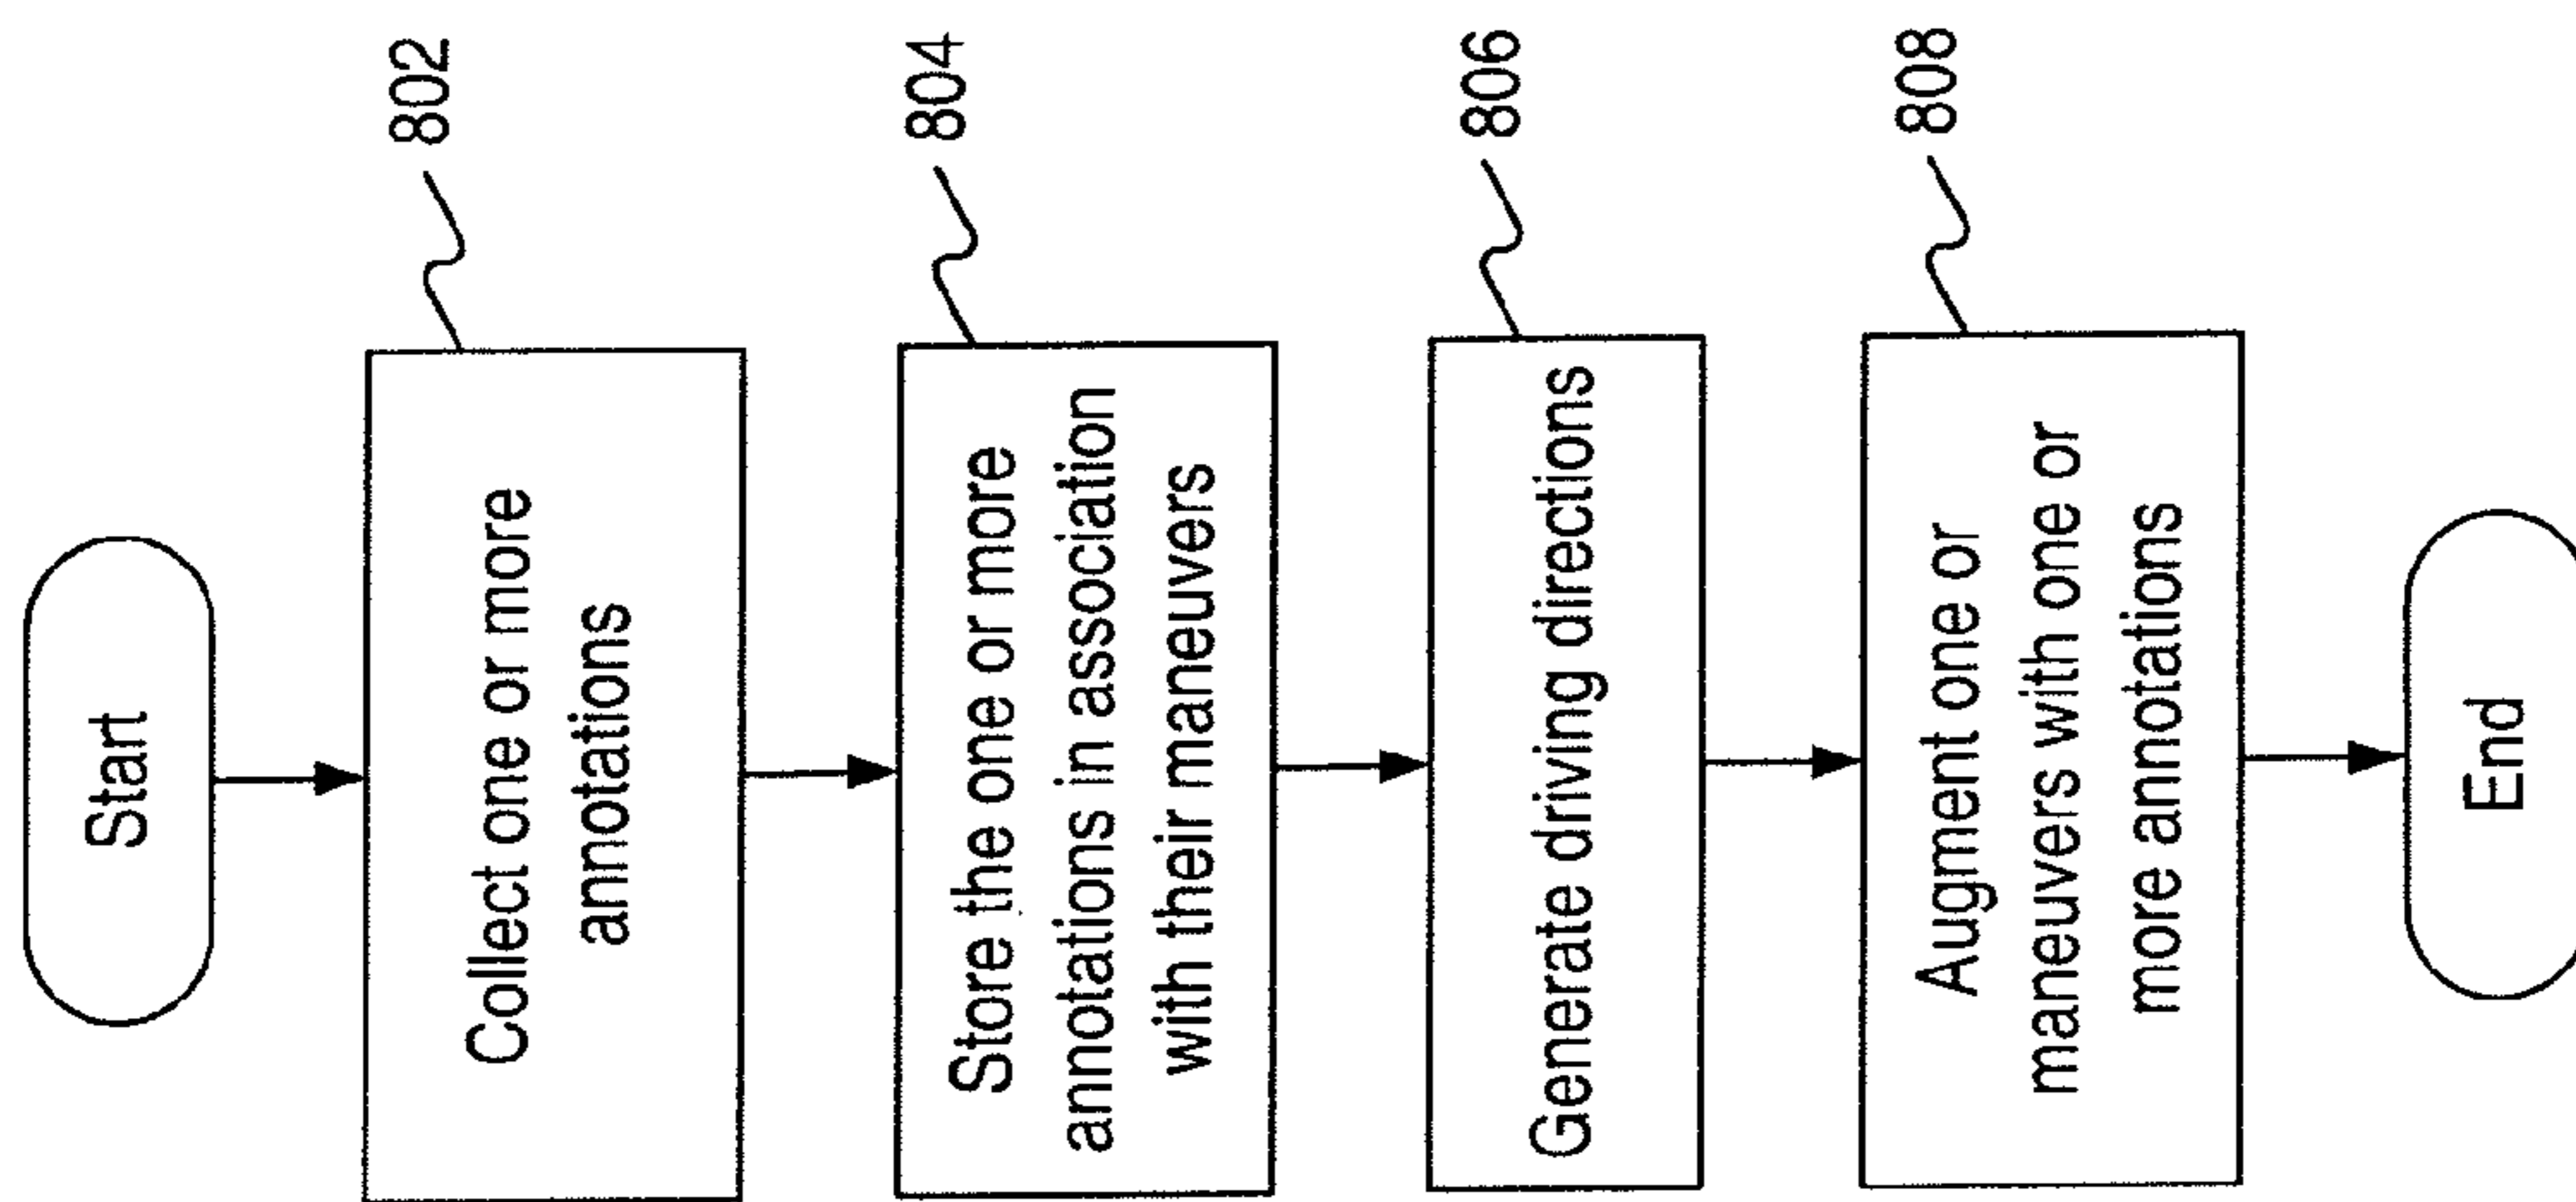 Start
802
Collect one or more
annotations
804
Store the one or more
annotations in association
with their maneuvers
806
Generate driving directions
808
Augment one or
maneuvers with one or
more annotations
End